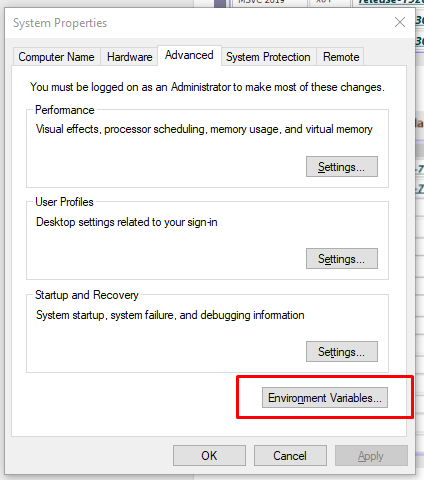 MSVC 2019
x64
System Properties
Computer Name
Hardware
Advanced
System Protection
Remote
You must be logged on as an Administrator to make most of these changes.
Performance
Visual effects, processor scheduling, memory usage, and virtual memory
Settings...
User Profiles
Desktop settings related to your sign-in
Settings...
Startup and Recovery
System startup, system failure, and debugging information
Settings...
Environment Variables...
OK
Cancel
Apply